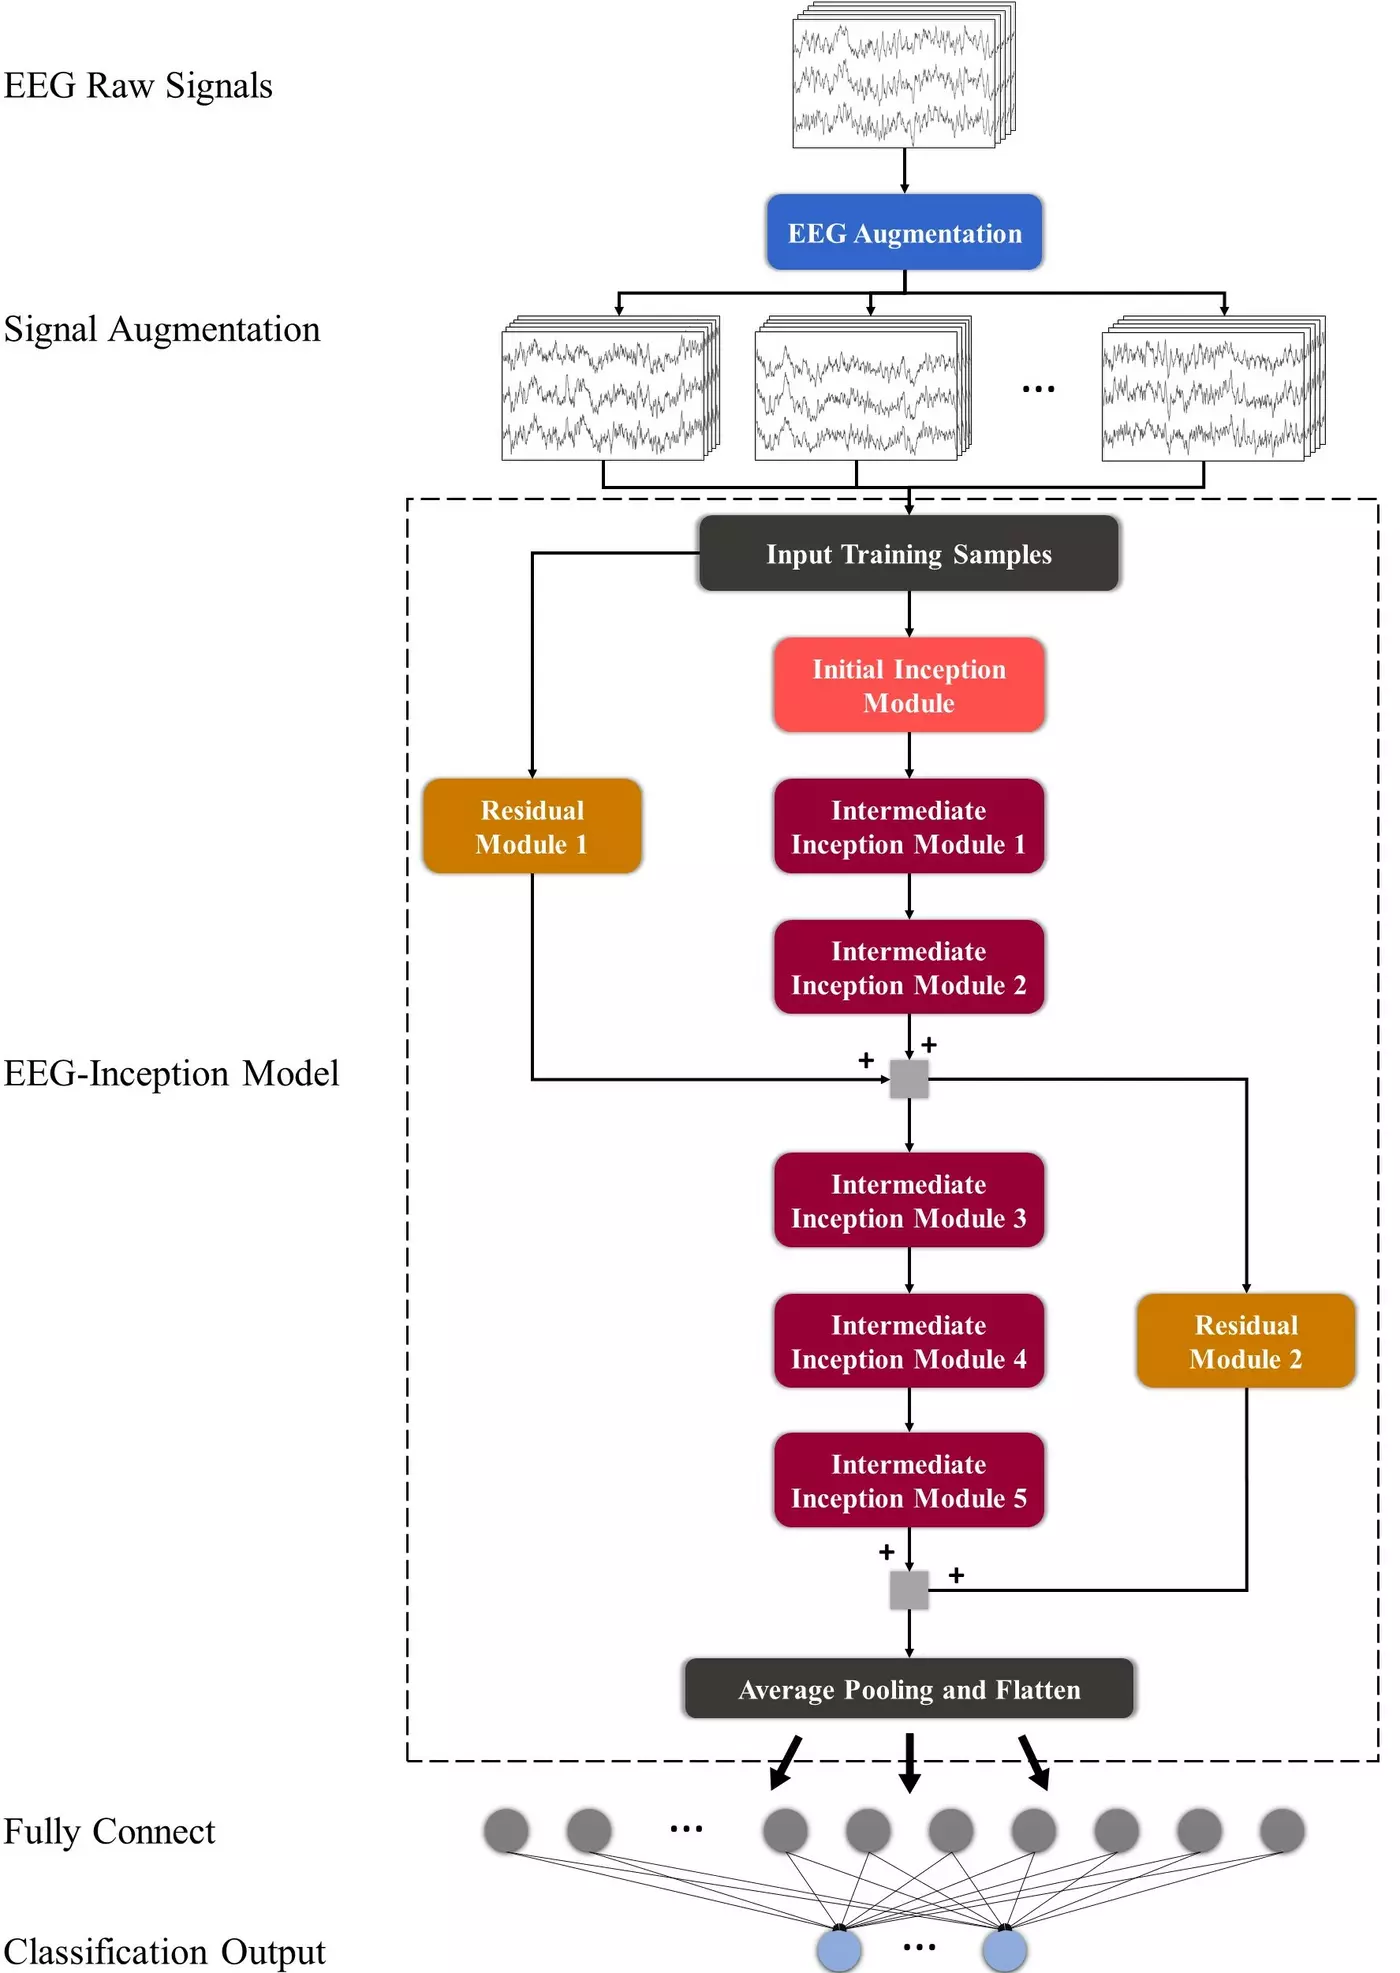 EEG Raw Signals
EEG Augmentation
Signal Augmentation
...
Input Training Samples
Initial Inception
Module
Residual
Module 1
Intermediate
Inception Module 1
Intermediate
Inception Module 2
+
+
EEG-Inception Model
Intermediate
Inception Module 3
Intermediate
Inception Module 4
Residual
Module 2
Intermediate
Inception Module 5
+
+
Average Pooling and Flatten
Fully Connect
...
Classification Output
...